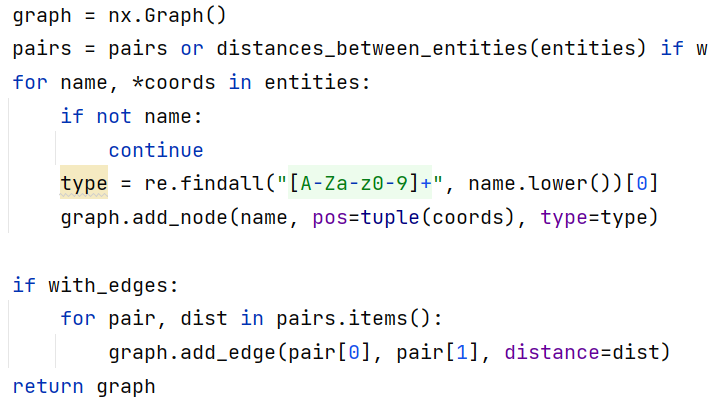 graph = nx.Graph()
pairs = pairs or distances_between_entities(entities) if w
for name, *coords in entities:
    if not name:
        continue
    type = re.findall("[A-Za-z0-9]+", name.lower())[0]
    graph.add_node(name, pos=tuple(coords), type=type)

if with_edges:
    for pair, dist in pairs.items():
        graph.add_edge(pair[0], pair[1], distance=dist)
return graph